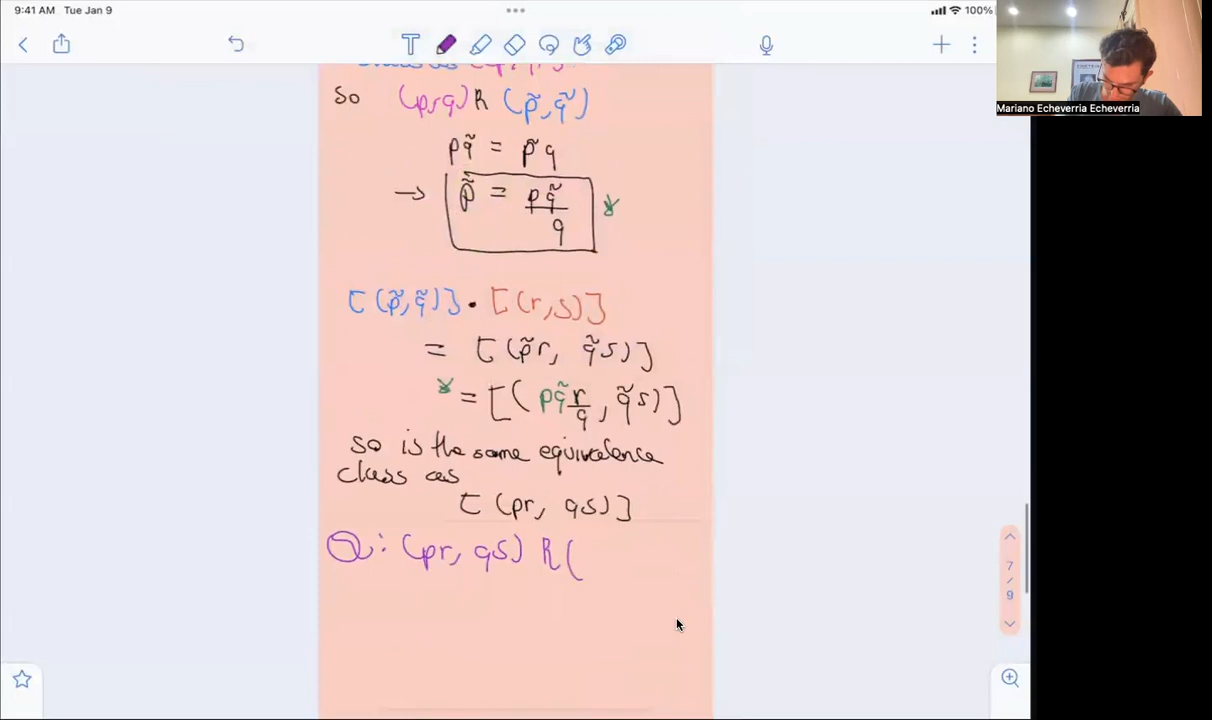 9:41 AM Tue Jan 9
100%
Mariano Echeverria Echeverria
So (p,q) R (p̃,q̃)
pq̃ = p̃q
→ p̃ = pq̃/q *
[(p̃,q̃)] · [(r,s)]
= [(p̃r, q̃s)]
* = [(pq̃ r/q, q̃s)]
so is the same equivalence
class as
[(pr, qs)]
Q: (pr, qs) R (
7
/
9